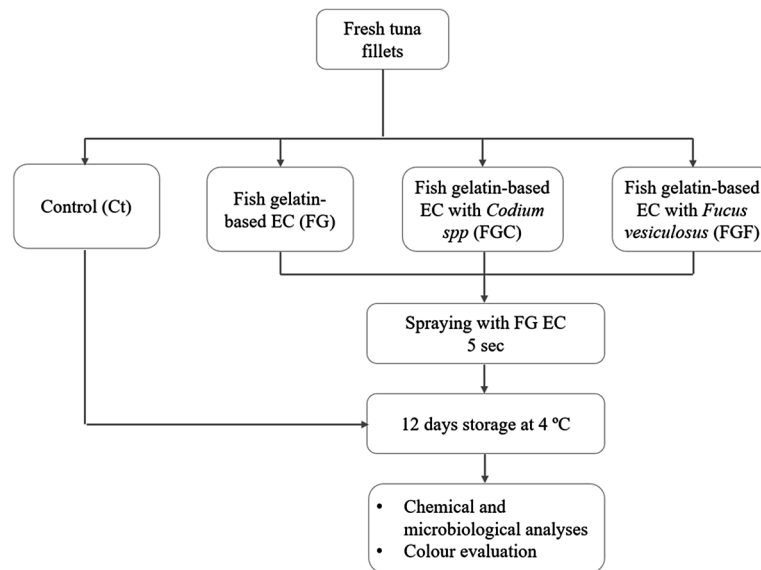 Fresh tuna
fillets
Control (Ct)
Fish gelatin-
based EC (FG)
Fish gelatin-based
EC with Codium
spp (FGC)
Fish gelatin-based
EC with Fucus
vesiculosus (FGF)
Spraying with FG EC
5 sec
12 days storage at 4 ºC
• Chemical and
microbiological analyses
• Colour evaluation